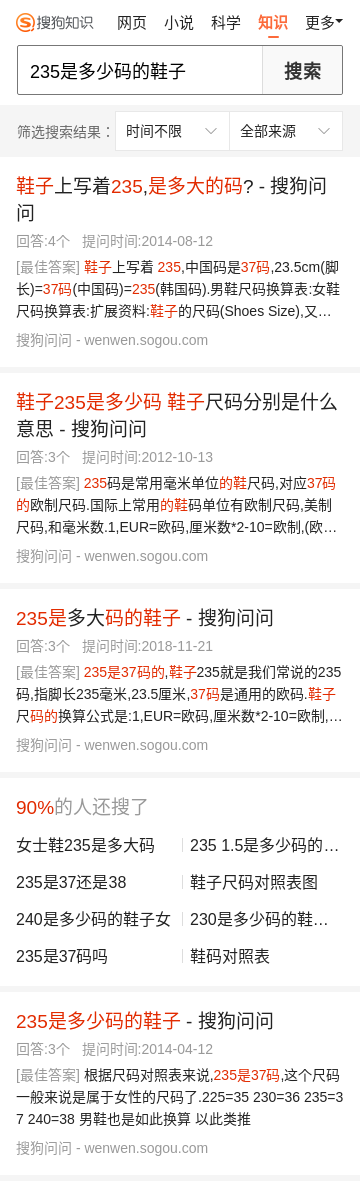 搜狗知识 网页 小说 科学 知识 更多
235是多少码的鞋子 搜索
筛选搜索结果： 时间不限 全部来源
鞋子上写着235,是多大的码? - 搜狗问
问
回答:4个 提问时间:2014-08-12
[最佳答案] 鞋子上写着 235,中国码是37码,23.5cm(脚
长)=37码(中国码)=235(韩国码).男鞋尺码换算表:女鞋
尺码换算表:扩展资料:鞋子的尺码(Shoes Size),又…
搜狗问问 - wenwen.sogou.com
鞋子235是多少码 鞋子尺码分别是什么
意思 - 搜狗问问
回答:3个 提问时间:2012-10-13
[最佳答案] 235码是常用毫米单位的鞋尺码,对应37码
的欧制尺码.国际上常用的鞋码单位有欧制尺码,美制
尺码,和毫米数.1,EUR=欧码,厘米数*2-10=欧制,(欧…
搜狗问问 - wenwen.sogou.com
235是多大码的鞋子 - 搜狗问问
回答:3个 提问时间:2018-11-21
[最佳答案] 235是37码的,鞋子235就是我们常说的235
码,指脚长235毫米,23.5厘米,37码是通用的欧码.鞋子
尺码的换算公式是:1,EUR=欧码,厘米数*2-10=欧制,…
搜狗问问 - wenwen.sogou.com
90%的人还搜了
女士鞋235是多大码 235 1.5是多少码的…
235是37还是38 鞋子尺码对照表图
240是多少码的鞋子女 230是多少码的鞋…
235是37码吗 鞋码对照表
235是多少码的鞋子 - 搜狗问问
回答:3个 提问时间:2014-04-12
[最佳答案] 根据尺码对照表来说,235是37码,这个尺码
一般来说是属于女性的尺码了.225=35 230=36 235=3
7 240=38 男鞋也是如此换算 以此类推
搜狗问问 - wenwen.sogou.com